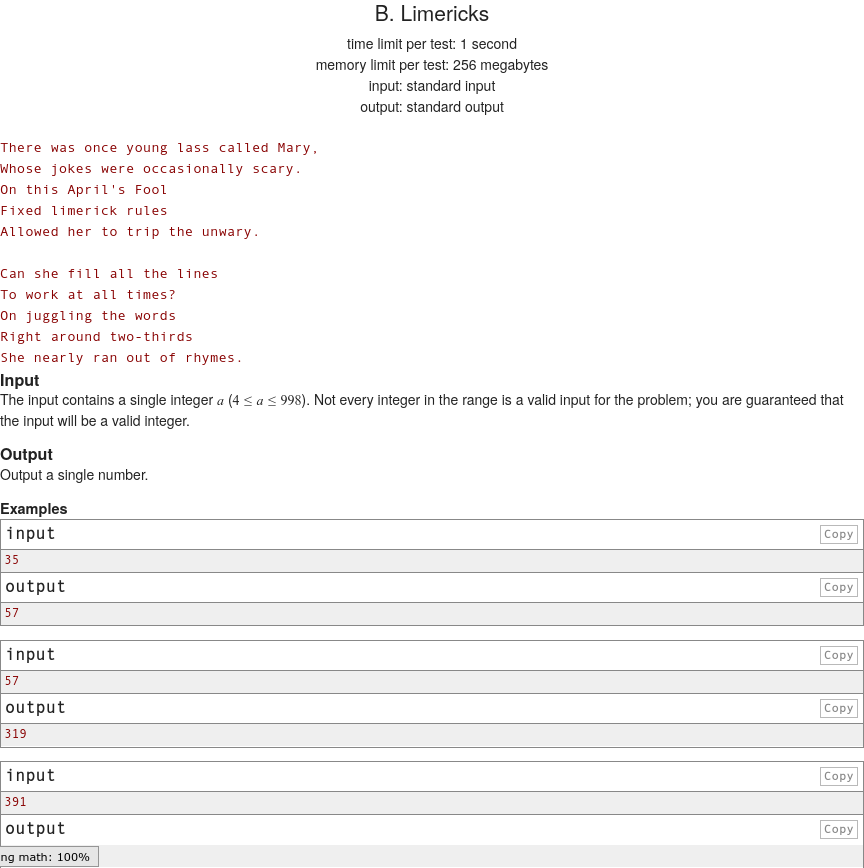 B. Limericks
time limit per test: 1 second
memory limit per test: 256 megabytes
input: standard input
output: standard output
There was once young lass called Mary,
Whose jokes were occasionally scary.
On this April's Fool
Fixed limerick rules
Allowed her to trip the unwary.
Can she fill all the lines
To work at all times?
On juggling the words
Right around two-thirds
She nearly ran out of rhymes.
Input
The input contains a single integer a (4 ≤ a ≤ 998). Not every integer in the range is a valid input for the problem; you are guaranteed that
the input will be a valid integer.
Output
Output a single number.
Examples
input
Copy
35
output
Copy
57
input
Copy
57
output
Copy
319
input
Copy
391
output
Copy
ng math: 100%